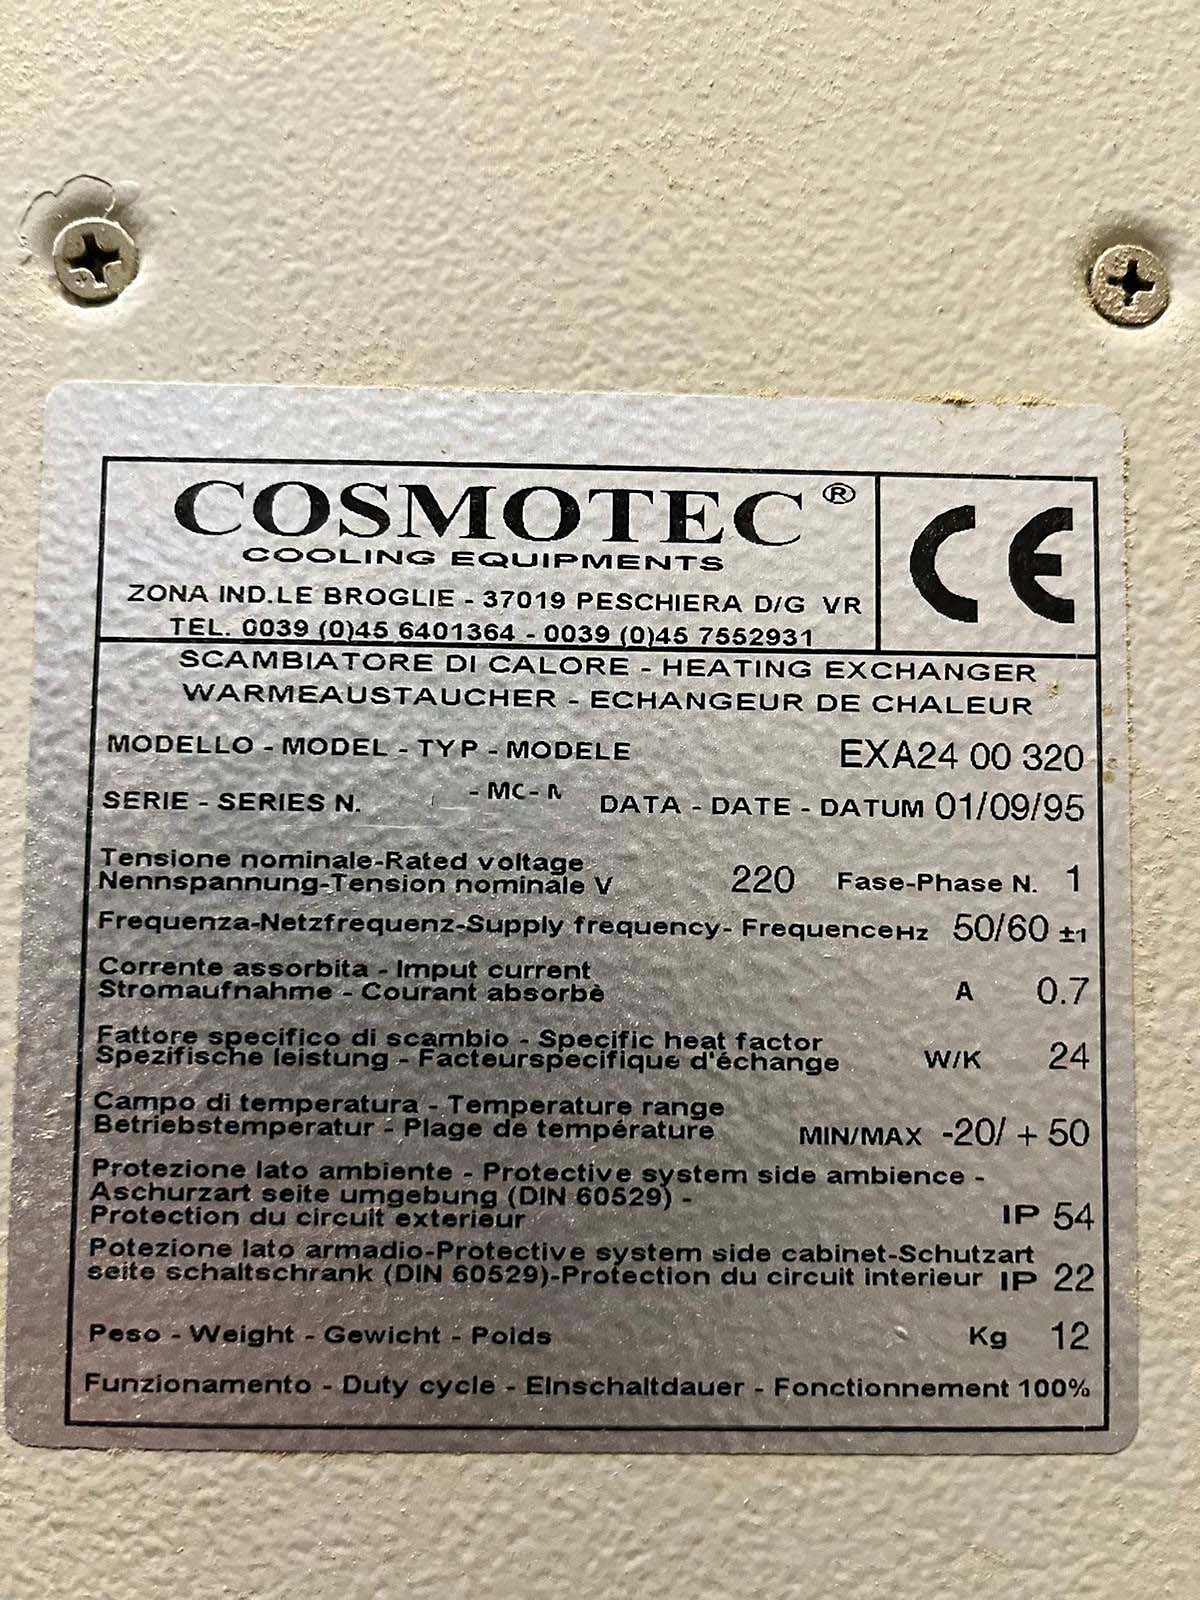 COSMOTEC ®
COOLING EQUIPMENTS
ZONA IND.LE BROGLIE - 37019 PESCHIERA D/G VR
TEL. 0039 (0)45 6401364 - 0039 (0)45 7552931
CE
SCAMBIATORE DI CALORE - HEATING EXCHANGER
WARMEAUSTAUCHER - ECHANGEUR DE CHALEUR
MODELLO - MODEL - TYP - MODELE EXA24 00 320
SERIE - SERIES N. DATA - DATE - DATUM 01/09/95
Tensione nominale-Rated voltage
Nennspannung-Tension nominale V 220 Fase-Phase N. 1
Frequenza-Netzfrequenz-Supply frequency- Frequence Hz 50/60 ±1
Corrente assorbita - Imput current
Stromaufnahme - Courant absorbè A 0.7
Fattore specifico di scambio - Specific heat factor
Spezifische leistung - Facteurspecifique d'échange W/K 24
Campo di temperatura - Temperature range
Betriebstemperatur - Plage de température MIN/MAX -20/ + 50
Protezione lato ambiente - Protective system side ambience -
Aschurzart seite umgebung (DIN 60529) -
Protection du circuit exterieur IP 54
Potezione lato armadio-Protective system side cabinet-Schutzart
seite schaltschrank (DIN 60529)-Protection du circuit interieur IP 22
Peso - Weight - Gewicht - Poids Kg 12
Funzionamento - Duty cycle - EInschaltdauer - Fonctionnement 100%